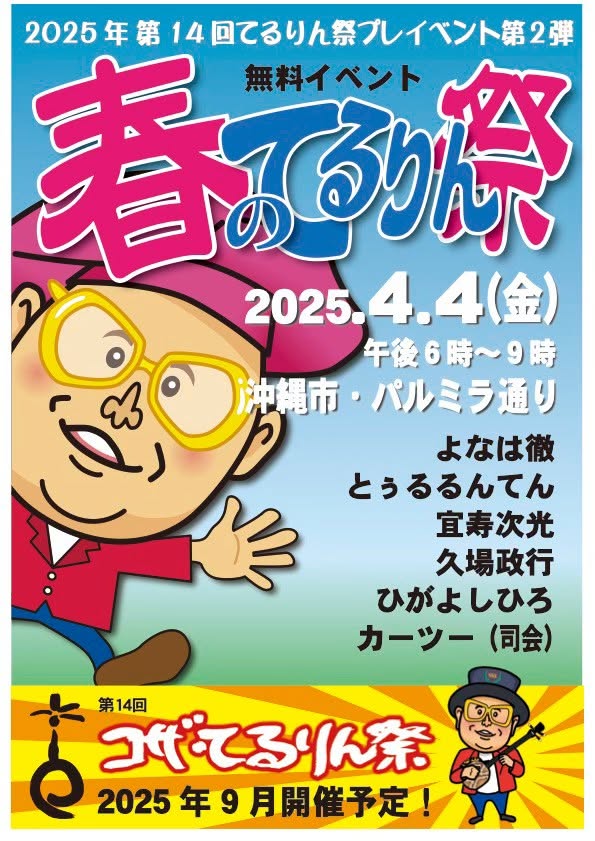 2025年第14回てるりん祭プレイベント第2弾
無料イベント
春のてるりん祭
2025.4.4(金)
午後6時～9時
沖縄市・パルミラ通り
よなは徹
とぅるるんてん
宜寿次光
久場政行
ひがよしひろ
カーツー（司会）
第14回
コザ・てるりん祭
2025年9月開催予定！